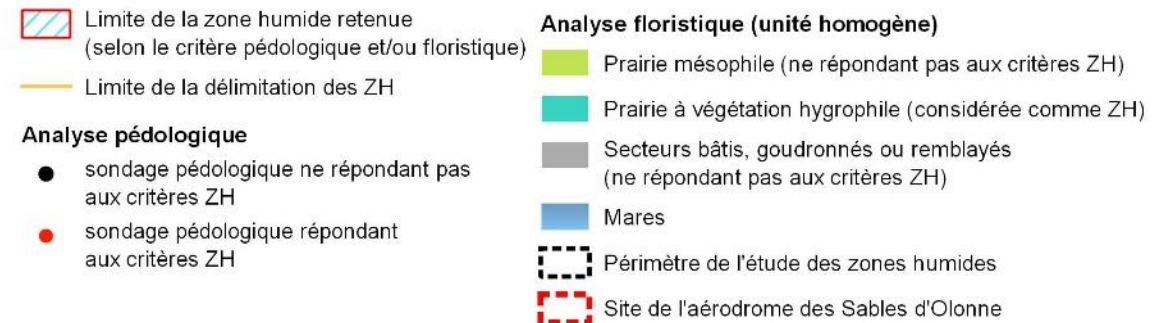 Limite de la zone humide retenue
(selon le critère pédologique et/ou floristique)
Limite de la délimitation des ZH
Analyse pédologique
sondage pédologique ne répondant pas
aux critères ZH
sondage pédologique répondant
aux critères ZH
Analyse floristique (unité homogène)
Prairie mésophile (ne répondant pas aux critères ZH)
Prairie à végétation hygrophile (considérée comme ZH)
Secteurs bâtis, goudronnés ou remblayés
(ne répondant pas aux critères ZH)
Mares
Périmètre de l'étude des zones humides
Site de l'aérodrome des Sables d'Olonne